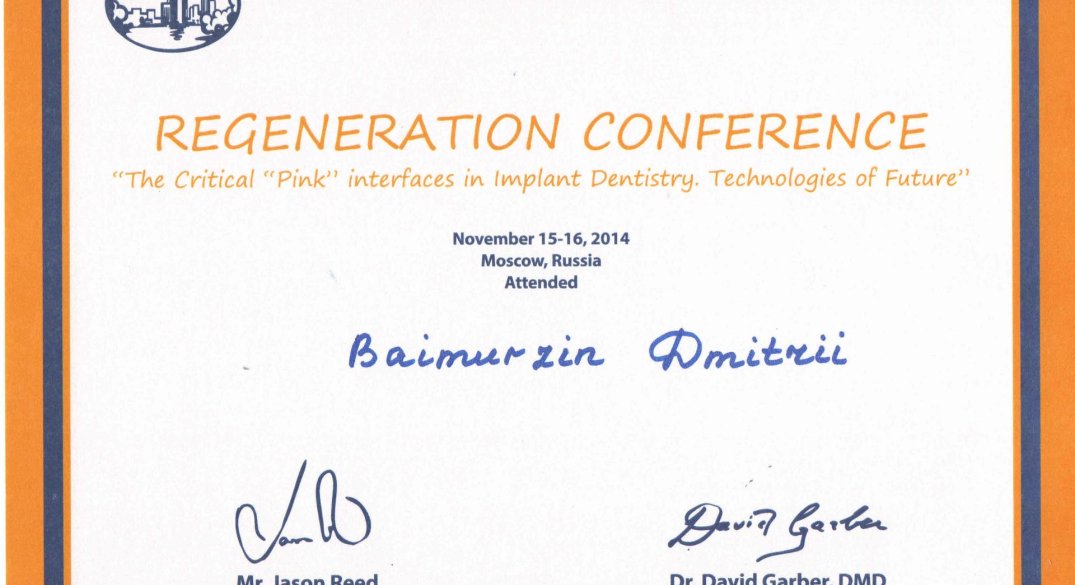 REGENERATION CONFERENCE
“The Critical “Pink” interfaces in Implant Dentistry. Technologies of Future”
November 15-16, 2014
Moscow, Russia
Attended
Baimurzin Dmitrii
David Garber
Mr. Jason Reed
Dr. David Garber, DMD